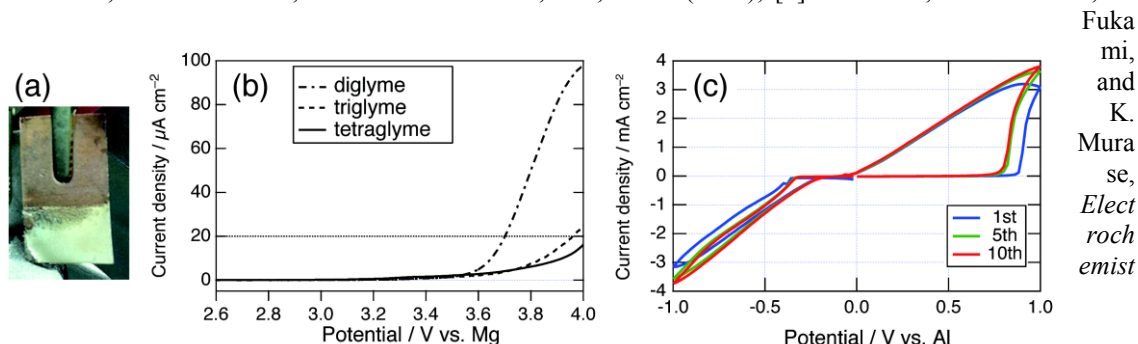 Fuka
mi,
and
K.
Mura
se,
Elect
roch
emist
(a)
(b)
100
80
60
40
20
0
Current density / µA cm⁻²
diglyme
triglyme
tetraglyme
2.6 2.8 3.0 3.2 3.4 3.6 3.8 4.0
Potential / V vs. Mg
(c)
4
3
2
1
0
-1
-2
-3
-4
Current density / mA cm⁻²
1st
5th
10th
-1.0 -0.5 0.0 0.5 1.0
Potential / V vs. Al